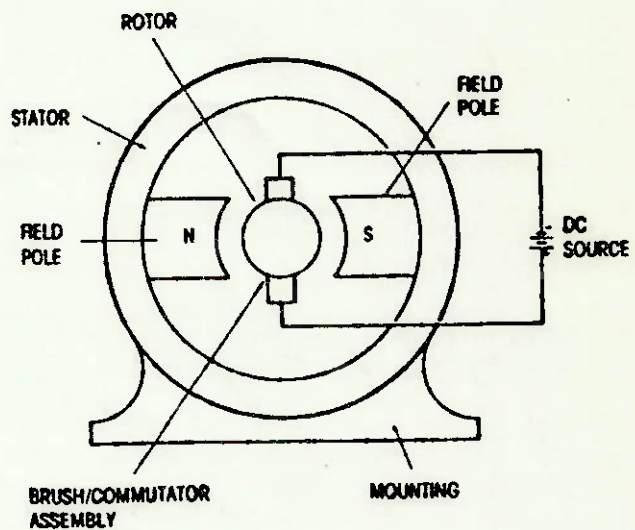 ROTOR
STATOR
FIELD
POLE
FIELD
POLE
N
S
DC
SOURCE
BRUSH/COMMUTATOR
ASSEMBLY
MOUNTING